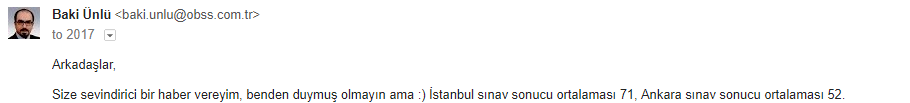 Baki Ünlü <baki.unlu@obss.com.tr>
to 2017
Arkadaşlar,
Size sevindirici bir haber vereyim, benden duymuş olmayın ama :) İstanbul sınav sonucu ortalaması 71, Ankara sınav sonucu ortalaması 52.